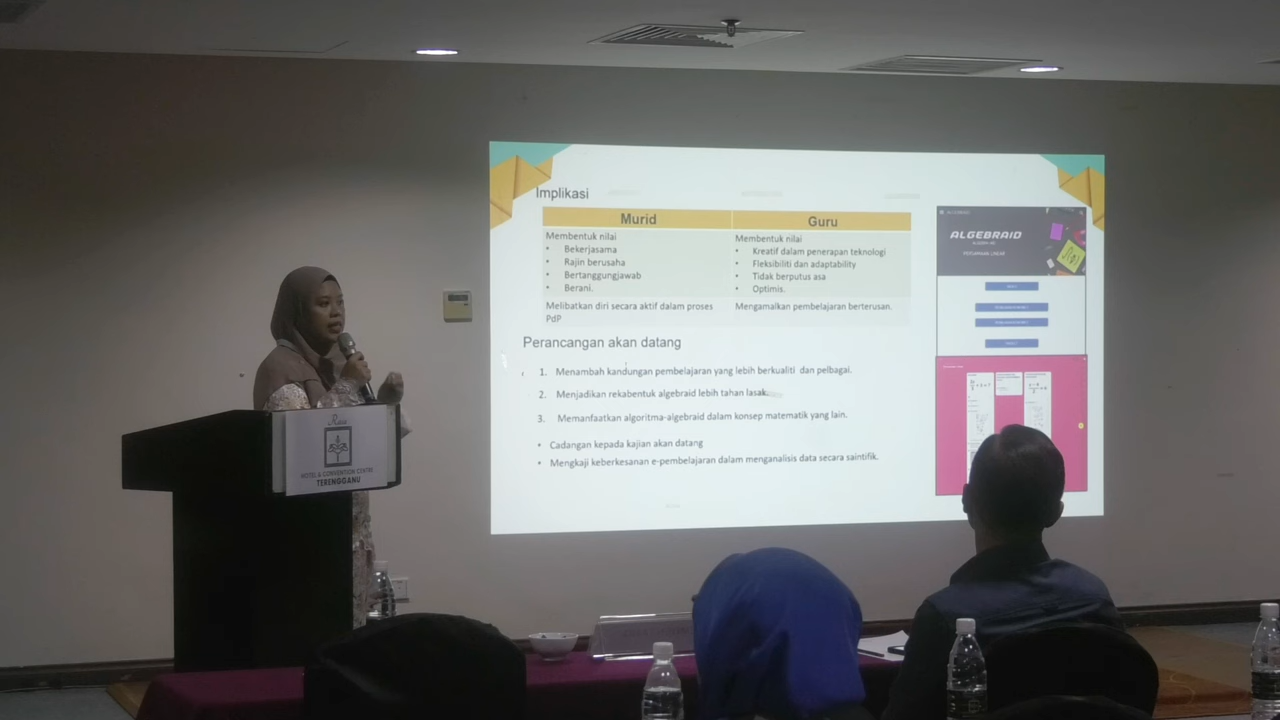 Implikasi
Murid
Guru
Membentuk nilai
• Bekerjasama
• Rajin berusaha
• Bertanggungjawab
• Berani.
Membentuk nilai
• Kreatif dalam penerapan teknologi
• Fleksibiliti dan adaptability
• Tidak berputus asa
• Optimis.
Melibatkan diri secara aktif dalam proses
PdP
Mengamalkan pembelajaran berterusan.
Perancangan akan datang
1. Menambah kandungan pembelajaran yang lebih berkualiti dan pelbagai.
2. Menjadikan rekabentuk algebraid lebih tahan lasak.
3. Memanfaatkan algoritma-algebraid dalam konsep matematik yang lain.
• Cadangan kepada kajian akan datang
• Mengkaji keberkesanan e-pembelajaran dalam menganalisis data secara saintifik.
ALGEBRAID
HOTEL & CONVENTION CENTRE
TERENGGANU